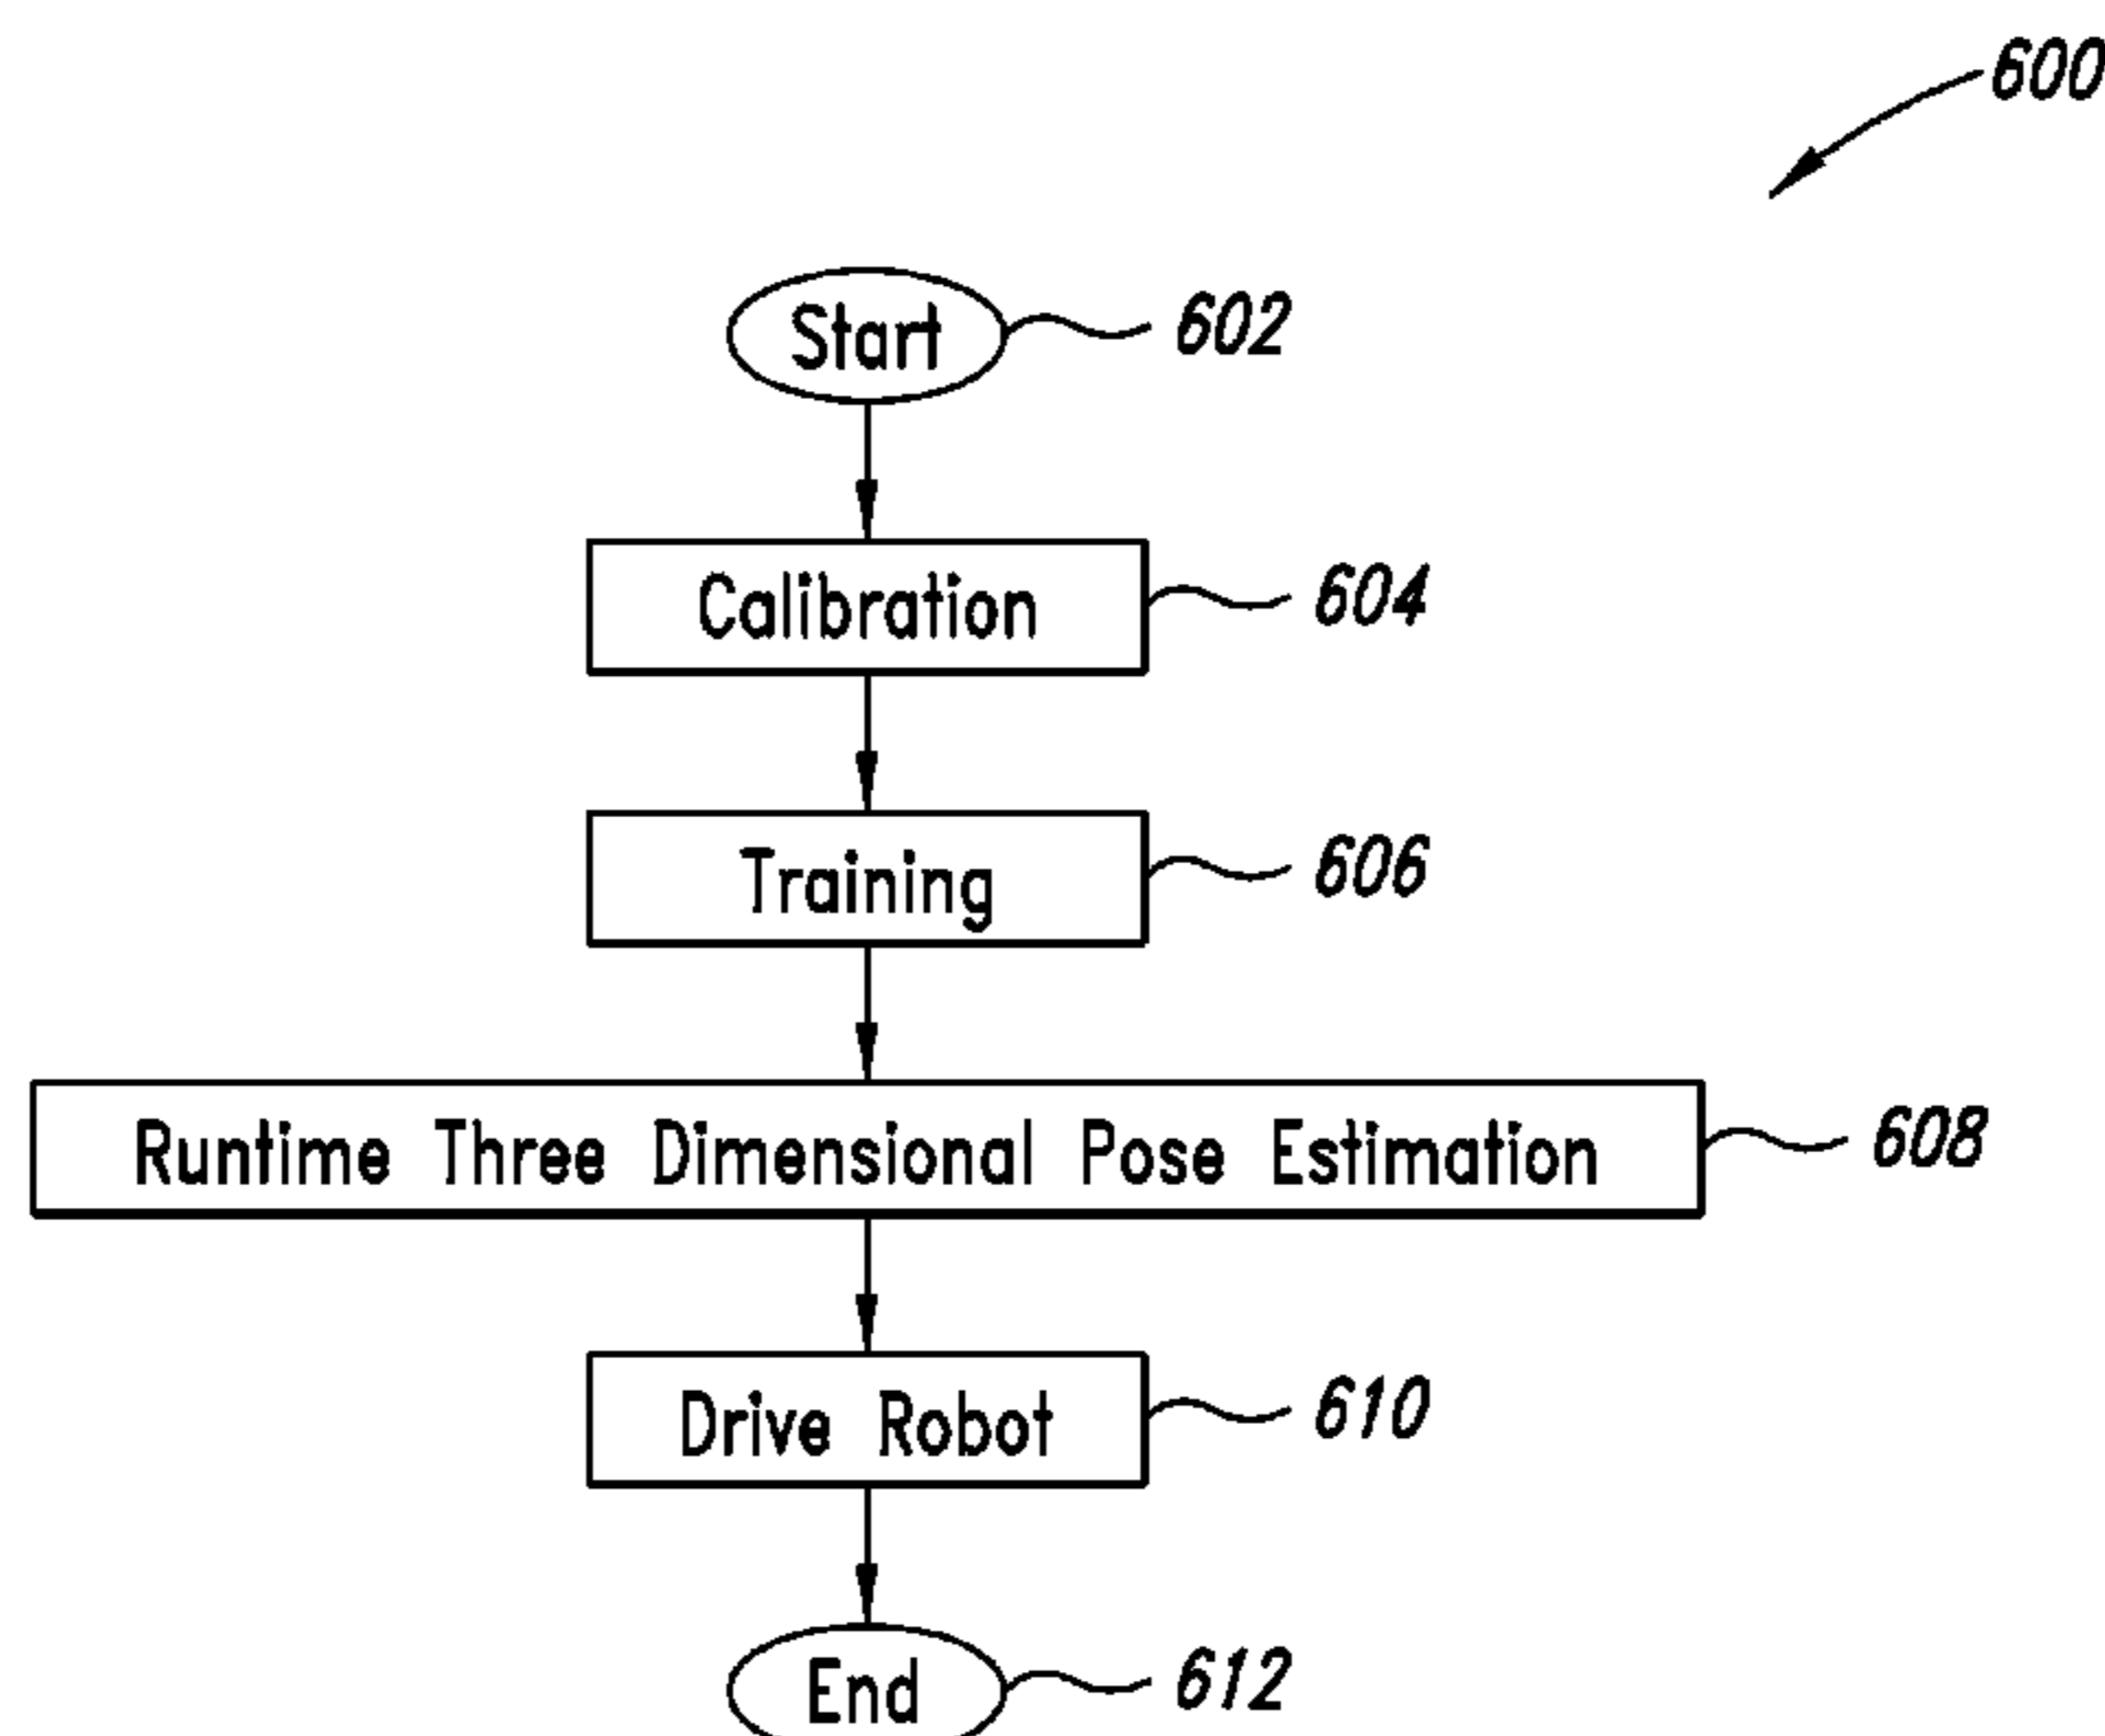 600
Start 602
Calibration 604
Training 606
Runtime Three Dimensional Pose Estimation 608
Drive Robot 610
End 612